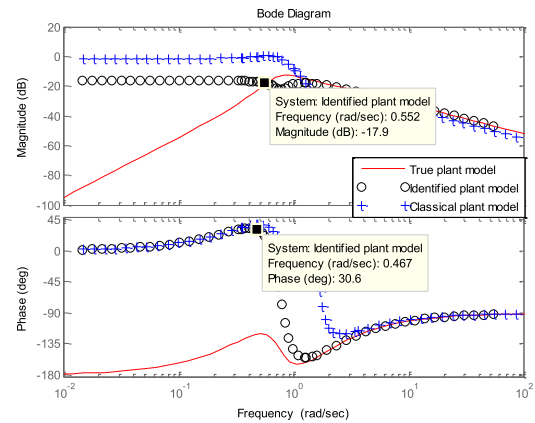 Bode Diagram
Magnitude (dB)
20
0
-20
-40
-60
-80
-100
System: Identified plant model
Frequency (rad/sec): 0.552
Magnitude (dB): -17.9
True plant model
Identified plant model
Classical plant model
Phase (deg)
45
0
-45
-90
-135
-180
System: Identified plant model
Frequency (rad/sec): 0.467
Phase (deg): 30.6
10^-2
10^-1
10^0
10^1
10^2
Frequency (rad/sec)